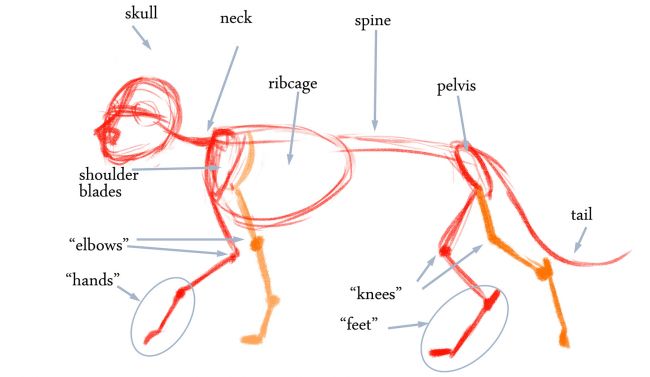 skull
neck
spine
ribcage
pelvis
shoulder
blades
tail
“elbows”
“hands”
“knees”
“feet”